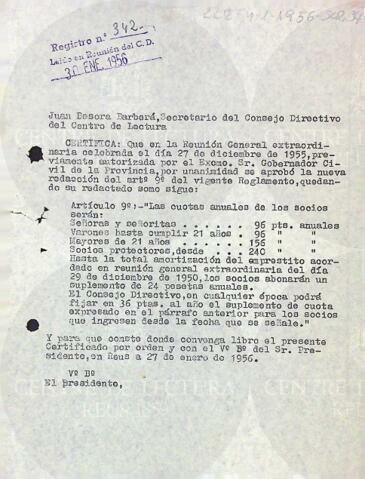 Registro n.º 342.
Leído en Reunión del C.D.
30 ENE. 1956
Juan Desora Barbará, Secretario del Consejo Directivo
del Centro de Lectura
CERTIFICA: Que en la Reunión General extraordi-
naria celebrada el día 27 de diciembre de 1955, pre-
viamente autorizada por el Excmo. Sr. Gobernador Ci-
vil de la Provincia, por unanimidad se aprobó la nueva
redacción del artº 9º del vigente Reglamento, quedan-
do su redactado como sigue:
Artículo 9º;-"Las cuotas anuales de los socios
serán:
Señoras y señoritas . . . . . . 96 pts. anuales
Varones hasta cumplir 21 años . 96 " "
Mayores de 21 años . . . . . . 156 " "
Socios protectores, desde . . . 240 " "
Hasta la total amortización del empréstito acor-
dado en reunión general extraordinaria del día
29 de diciembre de 1950, los socios abonarán un
suplemento de 24 pesetas anuales.
El Consejo Directivo, en cualquier época podrá
fijar en 36 ptas. al año el suplemento de cuota
expresado en el párrafo anterior para los socios
que ingresen desde la fecha que se señale."
Y para que conste donde convenga libro el presente
Certificado por orden y con el Vº Bº del Sr. Pre-
sidente, en Reus a 27 de enero de 1956.
Vº Bº
El Presidente,
CENTRE LECTURA